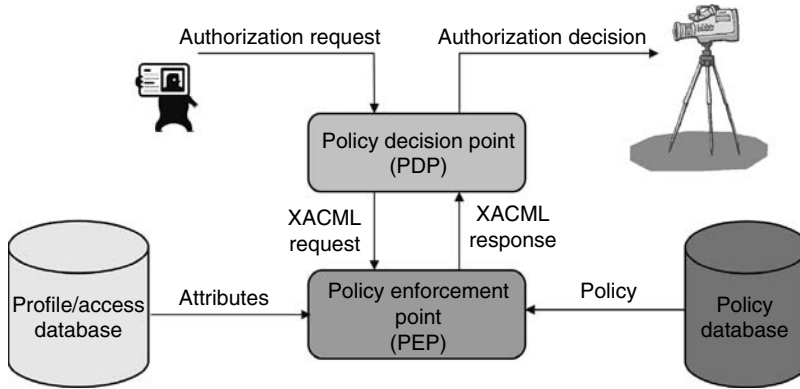 Authorization request
Authorization decision
Policy decision point
(PDP)
XACML
request
XACML
response
Profile/access
database
Attributes
Policy enforcement
point
(PEP)
Policy
Policy
database